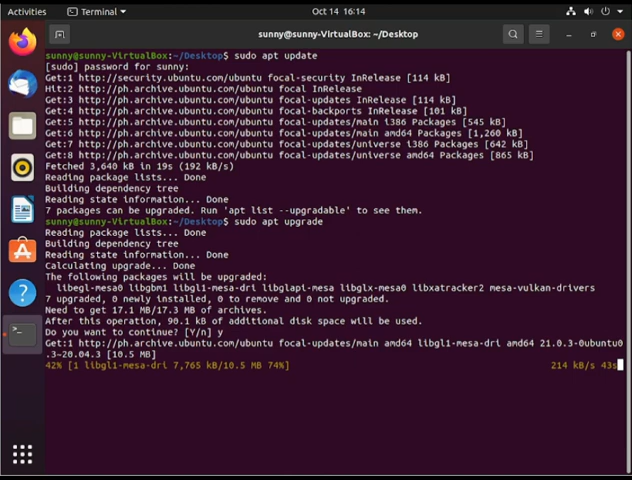 Activities
Terminal
Oct 14 16:14
sunny@sunny-VirtualBox: ~/Desktop
sunny@sunny-VirtualBox:~/Desktop$ sudo apt update
[sudo] password for sunny:
Get:1 http://security.ubuntu.com/ubuntu focal-security InRelease [114 kB]
Hit:2 http://ph.archive.ubuntu.com/ubuntu focal InRelease
Get:3 http://ph.archive.ubuntu.com/ubuntu focal-updates InRelease [114 kB]
Get:4 http://ph.archive.ubuntu.com/ubuntu focal-backports InRelease [101 kB]
Get:5 http://ph.archive.ubuntu.com/ubuntu focal-updates/main i386 Packages [545 kB]
Get:6 http://ph.archive.ubuntu.com/ubuntu focal-updates/main amd64 Packages [1,260 kB]
Get:7 http://ph.archive.ubuntu.com/ubuntu focal-updates/universe i386 Packages [642 kB]
Get:8 http://ph.archive.ubuntu.com/ubuntu focal-updates/universe amd64 Packages [865 kB]
Fetched 3,640 kB in 19s (192 kB/s)
Reading package lists... Done
Building dependency tree
Reading state information... Done
7 packages can be upgraded. Run 'apt list --upgradable' to see them.
sunny@sunny-VirtualBox:~/Desktop$ sudo apt upgrade
Reading package lists... Done
Building dependency tree
Reading state information... Done
Calculating upgrade... Done
The following packages will be upgraded:
libegl-mesa0 libgbm1 libgl1-mesa-dri libglapi-mesa libglx-mesa0 libxatracker2 mesa-vulkan-drivers
7 upgraded, 0 newly installed, 0 to remove and 0 not upgraded.
Need to get 17.1 MB/17.3 MB of archives.
After this operation, 90.1 kB of additional disk space will be used.
Do you want to continue? [Y/n] y
Get:1 http://ph.archive.ubuntu.com/ubuntu focal-updates/main amd64 libgl1-mesa-dri amd64 21.0.3-0ubuntu0
.3~20.04.3 [10.5 MB]
42% [1 libgl1-mesa-dri 7,765 kB/10.5 MB 74%] 214 kB/s 43s